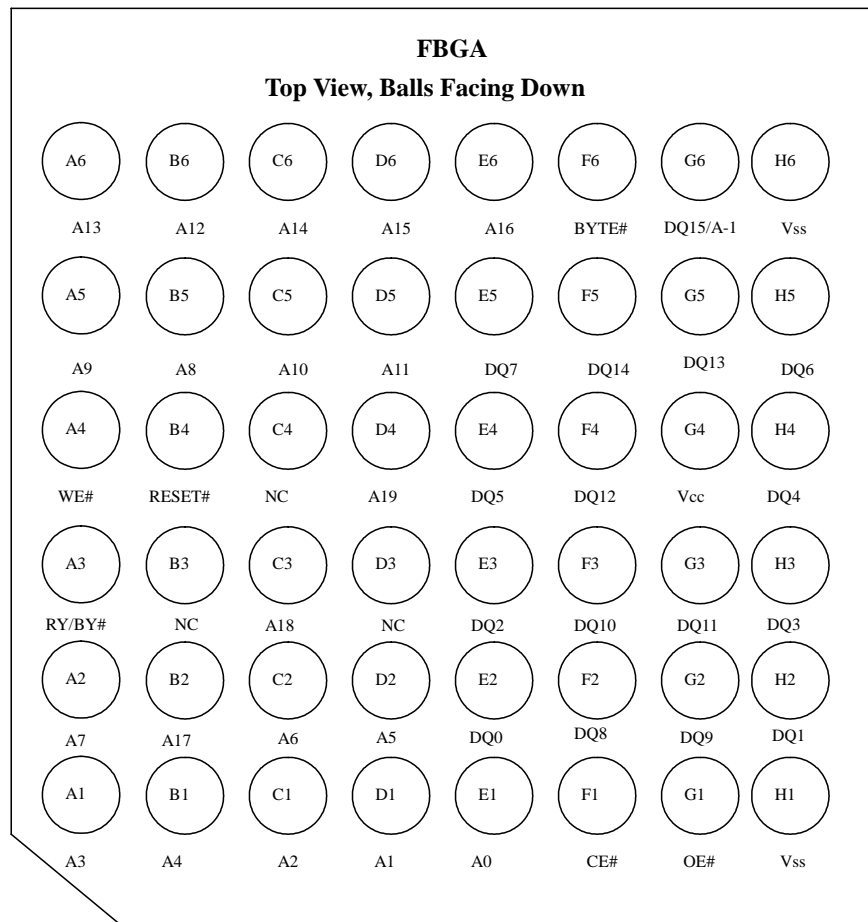 FBGA
Top View, Balls Facing Down
A6 B6 C6 D6 E6 F6 G6 H6
A13 A12 A14 A15 A16 BYTE# DQ15/A-1 Vss
A5 B5 C5 D5 E5 F5 G5 H5
A9 A8 A10 A11 DQ7 DQ14 DQ13 DQ6
A4 B4 C4 D4 E4 F4 G4 H4
WE# RESET# NC A19 DQ5 DQ12 Vcc DQ4
A3 B3 C3 D3 E3 F3 G3 H3
RY/BY# NC A18 NC DQ2 DQ10 DQ11 DQ3
A2 B2 C2 D2 E2 F2 G2 H2
A7 A17 A6 A5 DQ0 DQ8 DQ9 DQ1
A1 B1 C1 D1 E1 F1 G1 H1
A3 A4 A2 A1 A0 CE# OE# Vss